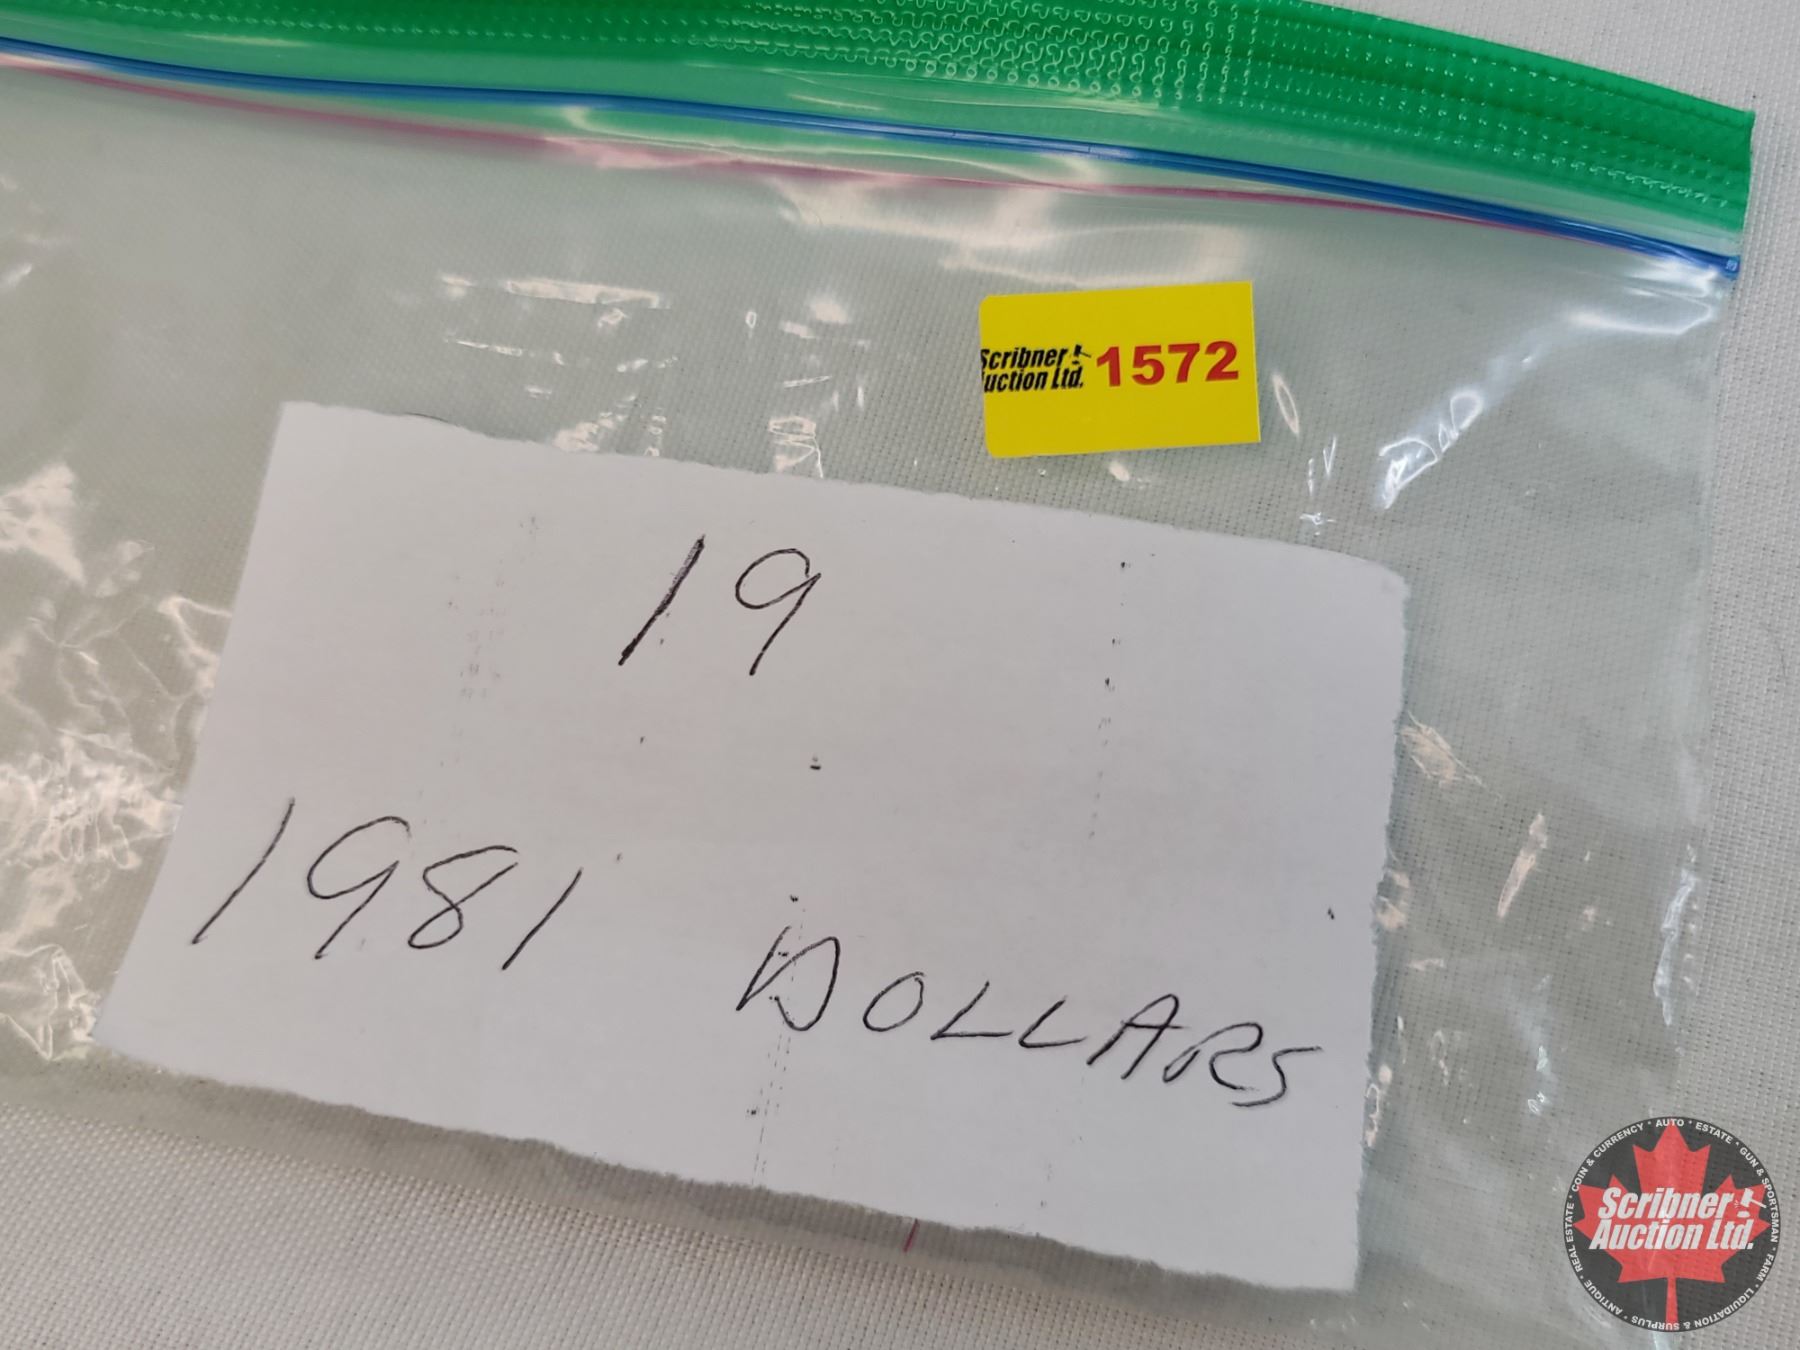 Scribner
uction Ltd.
1572
19
1981 DOLLARS
COIN & CURRENCY * AUTO * ESTATE * GUN & SPORTSMAN * FARM * LIQUIDATION & SURPLUS * ANTIQUE * REAL ESTATE *
Scribner
Auction Ltd.